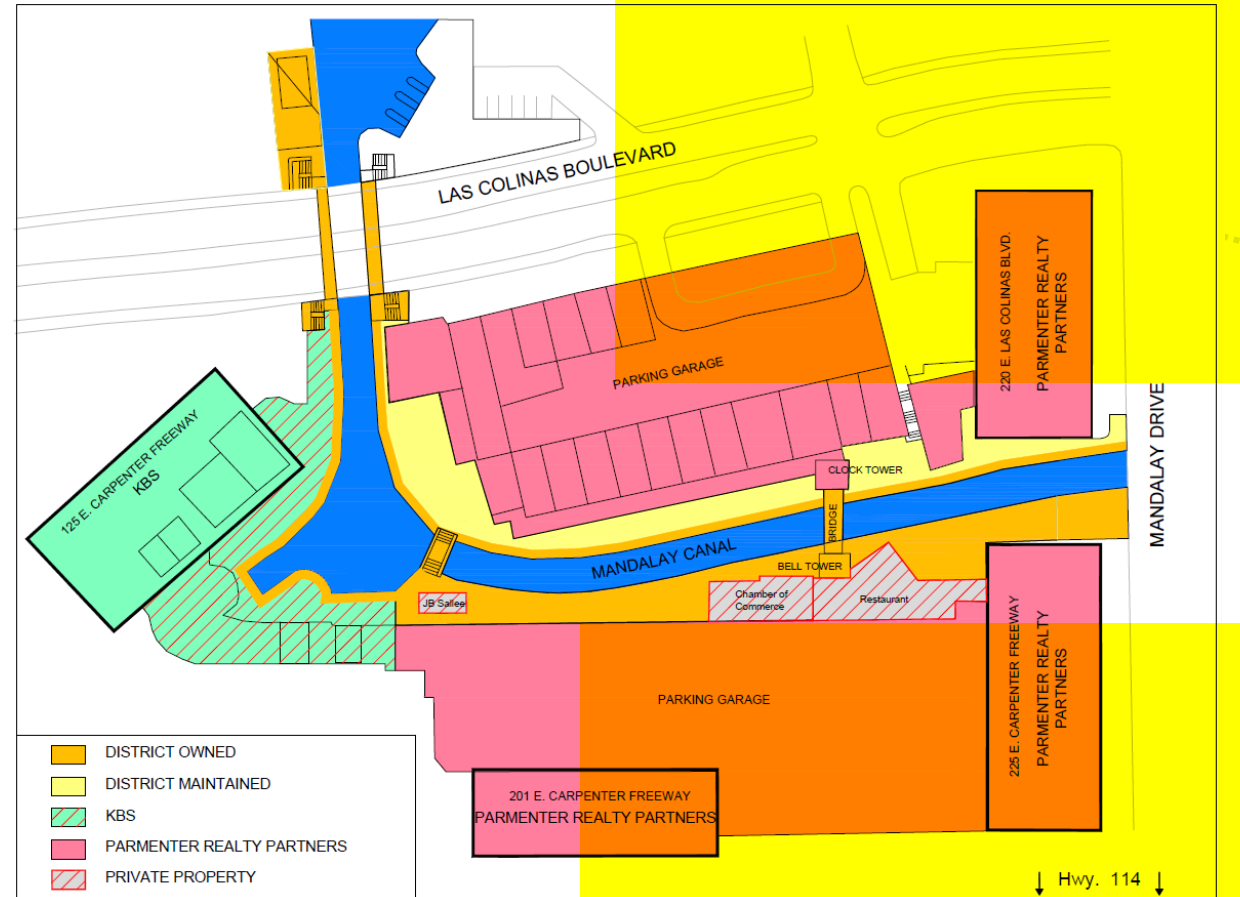 LAS COLINAS BOULEVARD
220 E. LAS COLINAS BLVD.
PARMENTER REALTY
PARTNERS
PARKING GARAGE
MANDALAY DRIVE
125 E. CARPENTER FREEWAY
KBS
CLOCK TOWER
BRIDGE
MANDALAY CANAL
BELL TOWER
JB Sallee
Chamber of
Commerce
Restaurant
225 E. CARPENTER FREEWAY
PARMENTER REALTY
PARTNERS
PARKING GARAGE
201 E. CARPENTER FREEWAY
PARMENTER REALTY PARTNERS
DISTRICT OWNED
DISTRICT MAINTAINED
KBS
PARMENTER REALTY PARTNERS
PRIVATE PROPERTY
Hwy. 114